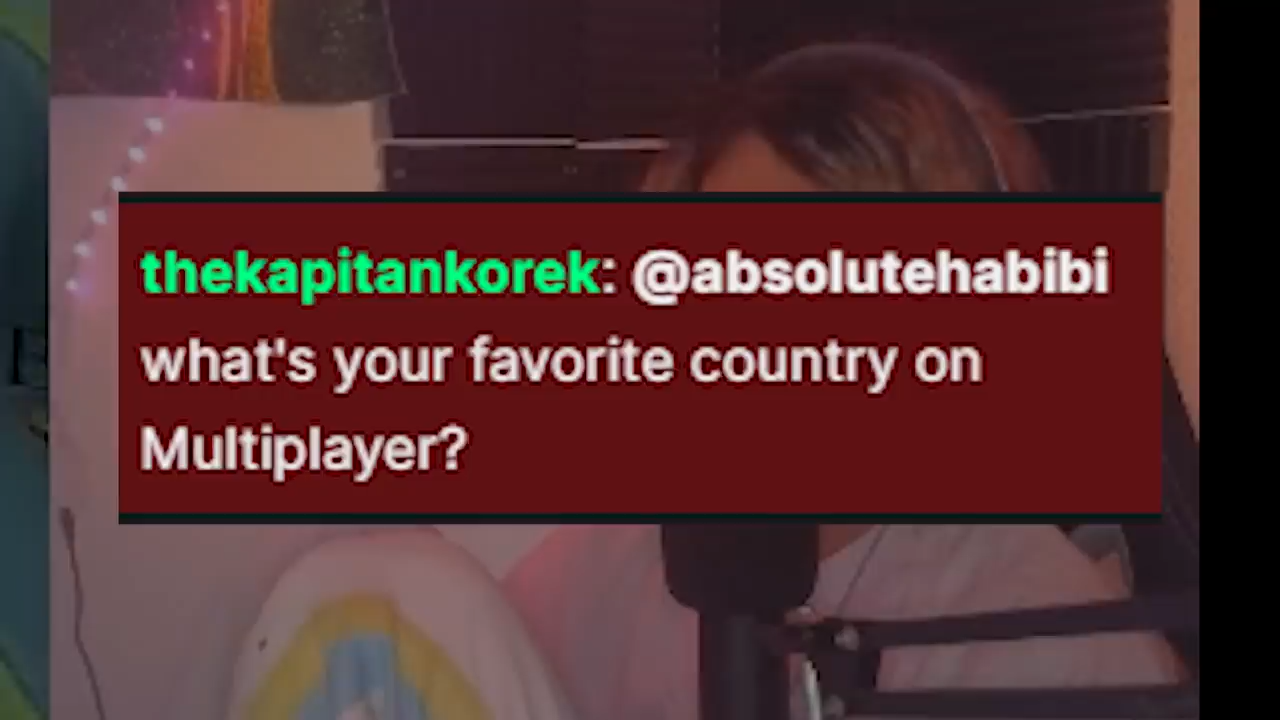 thekapitankorek: @absolutehabibi
what's your favorite country on
Multiplayer?